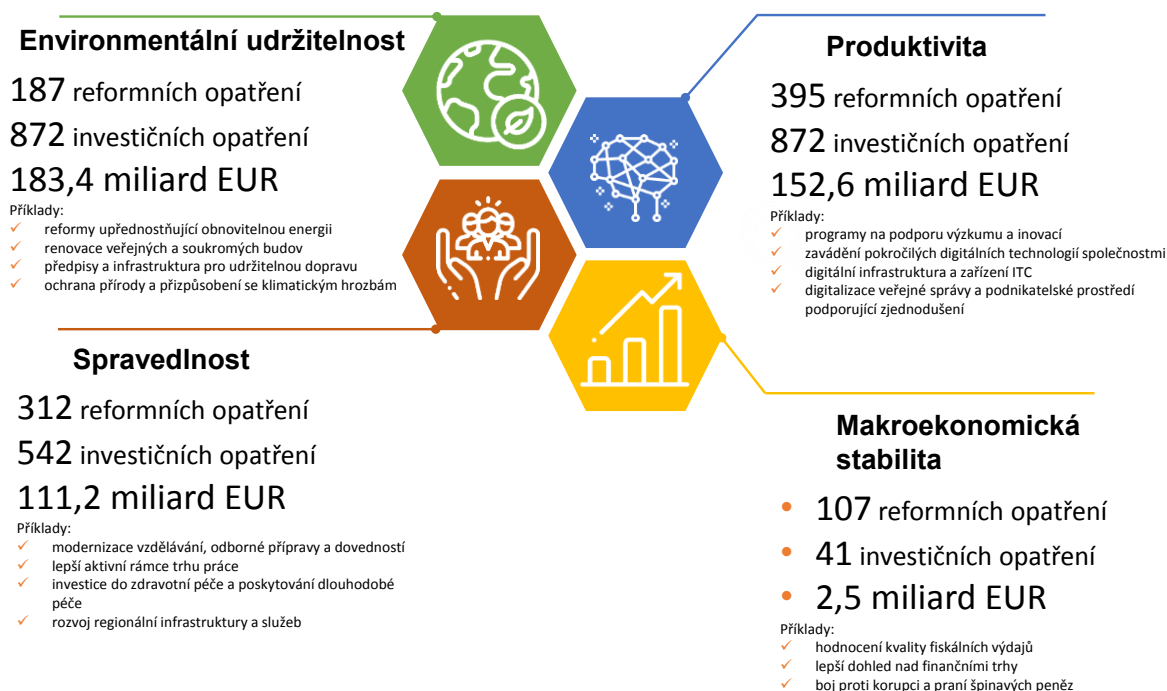 Environmentální udržitelnost
187 reformních opatření
872 investičních opatření
183,4 miliard EUR
Příklady:
✓ reformy upřednostňující obnovitelnou energii
✓ renovace veřejných a soukromých budov
✓ předpisy a infrastruktura pro udržitelnou dopravu
✓ ochrana přírody a přizpůsobení se klimatickým hrozbám
Produktivita
395 reformních opatření
872 investičních opatření
152,6 miliard EUR
Příklady:
✓ programy na podporu výzkumu a inovací
✓ zavádění pokročilých digitálních technologií společnostmi
✓ digitální infrastruktura a zařízení ITC
✓ digitalizace veřejné správy a podnikatelské prostředí
podporující zjednodušení
Spravedlnost
312 reformních opatření
542 investičních opatření
111,2 miliard EUR
Příklady:
✓ modernizace vzdělávání, odborné přípravy a dovedností
✓ lepší aktivní rámce trhu práce
✓ investice do zdravotní péče a poskytování dlouhodobé
péče
✓ rozvoj regionální infrastruktury a služeb
Makroekonomická
stabilita
• 107 reformních opatření
• 41 investičních opatření
• 2,5 miliard EUR
Příklady:
✓ hodnocení kvality fiskálních výdajů
✓ lepší dohled nad finančními trhy
✓ boj proti korupci a praní špinavých peněz